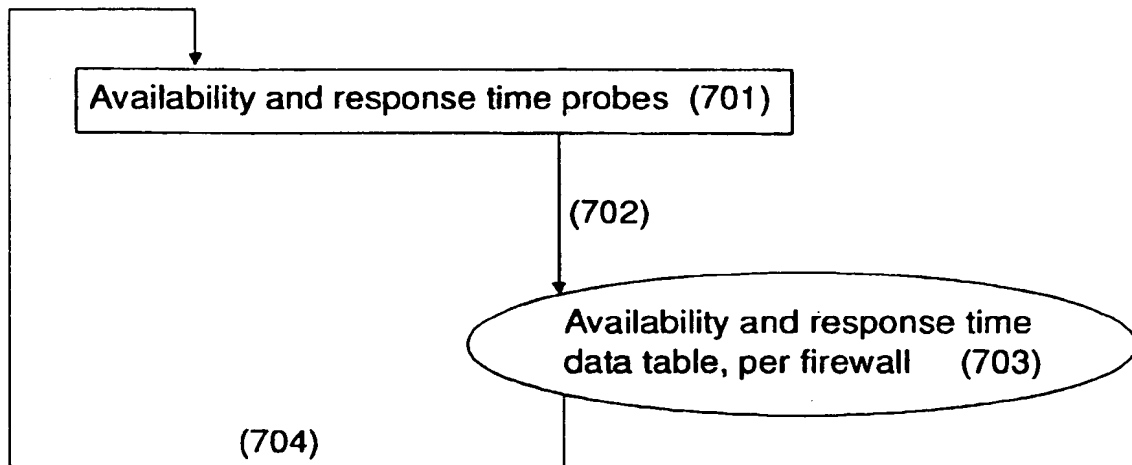 Availability and response time probes (701)
(702)
Availability and response time
data table, per firewall (703)
(704)